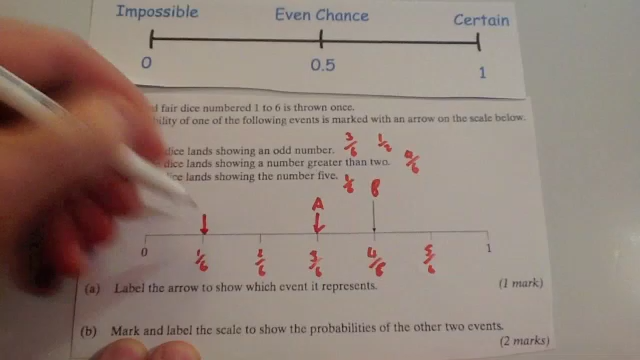 Impossible Even Chance Certain
0 0.5 1
l fair dice numbered 1 to 6 is thrown once.
bility of one of the following events is marked with an arrow on the scale below.
dice lands showing an odd number. 3/6 1/2
dice lands showing a number greater than two. 4/6
ice lands showing the number five. 1/6 B
A
0 1/6 2/6 3/6 4/6 5/6 1
(a) Label the arrow to show which event it represents. (1 mark)
(b) Mark and label the scale to show the probabilities of the other two events.
(2 marks)